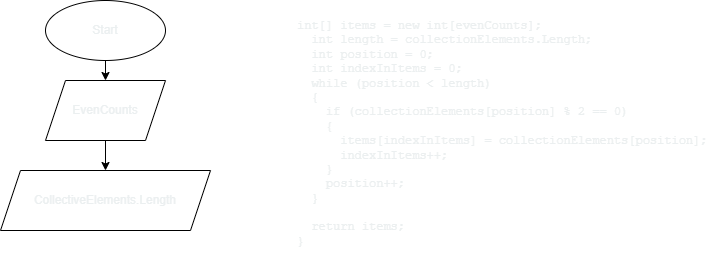 Start
EvenCounts
CollectiveElements.Length
int[] items = new int[evenCounts];
int length = collectionElements.Length;
int position = 0;
int indexInItems = 0;
while (position < length)
{
if (collectionElements[position] % 2 == 0)
{
items[indexInItems] = collectionElements[position];
indexInItems++;
}
position++;
}
return items;
}